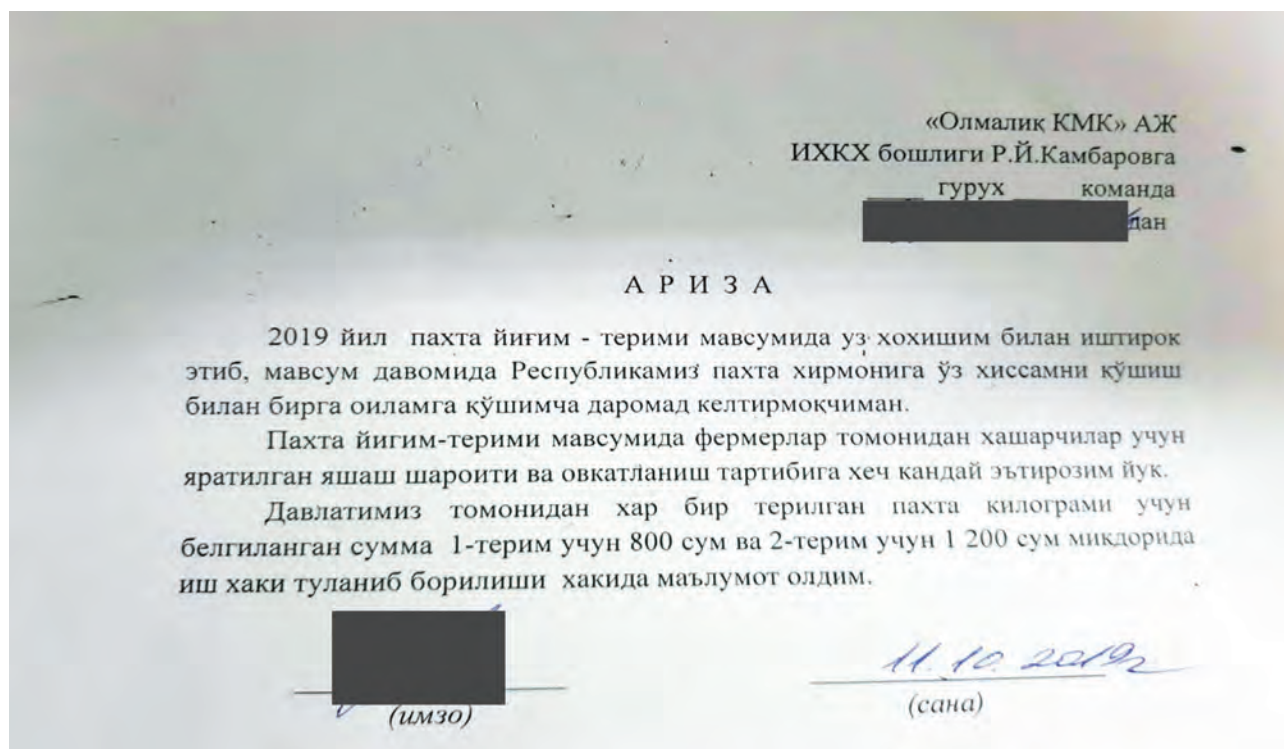 «Олмалиқ КМК» АЖ
ИХКХ бошлиги Р.Й.Камбаровга
____ гурух ____ команда
дан
А Р И З А
2019 йил пахта йиғим - терими мавсумида уз хохишим билан иштирок
этиб, мавсум давомида Республикамиз пахта хирмонига ўз хиссамни қўшиш
билан бирга оиламга қўшимча даромад келтирмоқчиман.
Пахта йигим-терими мавсумида фермерлар томонидан хашарчилар учун
яратилган яшаш шароити ва овкатланиш тартибига хеч кандай эътирозим йук.
Давлатимиз томонидан хар бир терилган пахта килограми учун
белгиланган сумма 1-терим учун 800 сум ва 2-терим учун 1 200 сум микдорида
иш хаки туланиб борилиши хакида маълумот олдим.
11.10.2019г
(имзо) (сана)